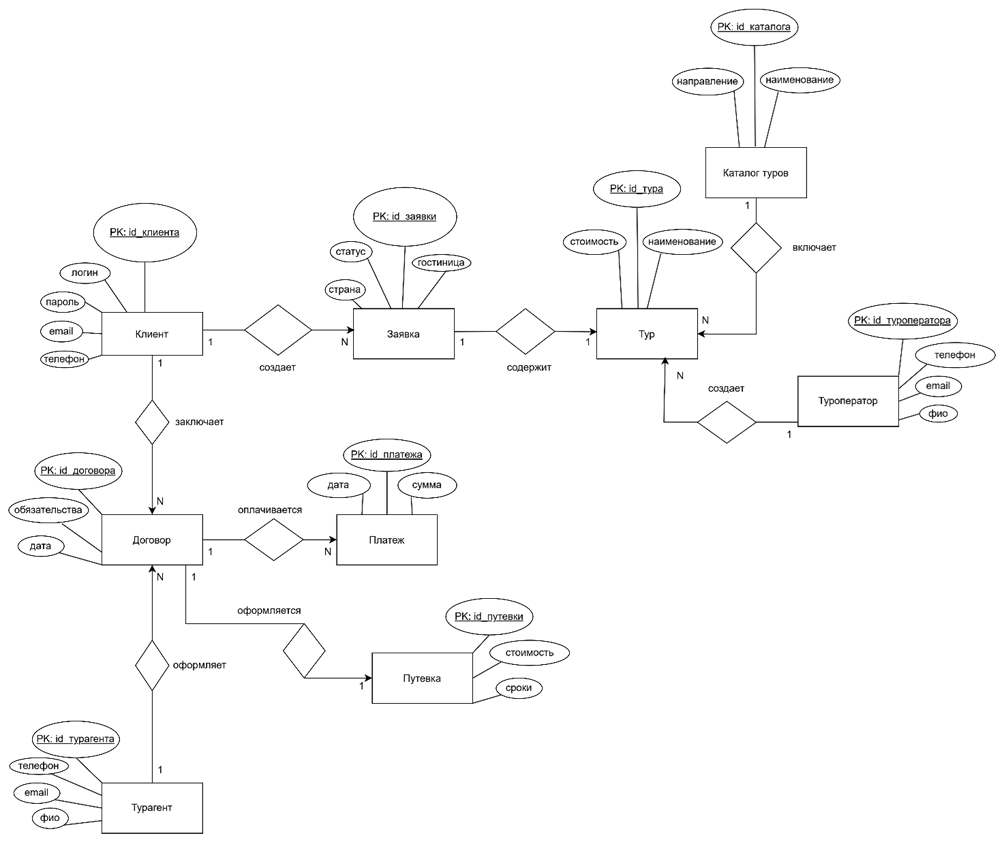 PK: id_каталога
направление
наименование
Каталог туров
1
включает
N
PK: id_тура
стоимость
наименование
Тур
PK: id_заявки
статус
гостиница
страна
Заявка
N
1
содержит
1
PK: id_клиента
логин
пароль
email
телефон
Клиент
1
создает
1
заключает
N
PK: id_туроператора
телефон
email
фио
Туроператор
1
создает
N
PK: id_договора
обязательства
дата
Договор
1
оплачивается
N
PK: id_платежа
дата
сумма
Платеж
N
1
оформляется
1
PK: id_путевки
стоимость
сроки
Путевка
оформляет
1
PK: id_турагента
телефон
email
фио
Турагент